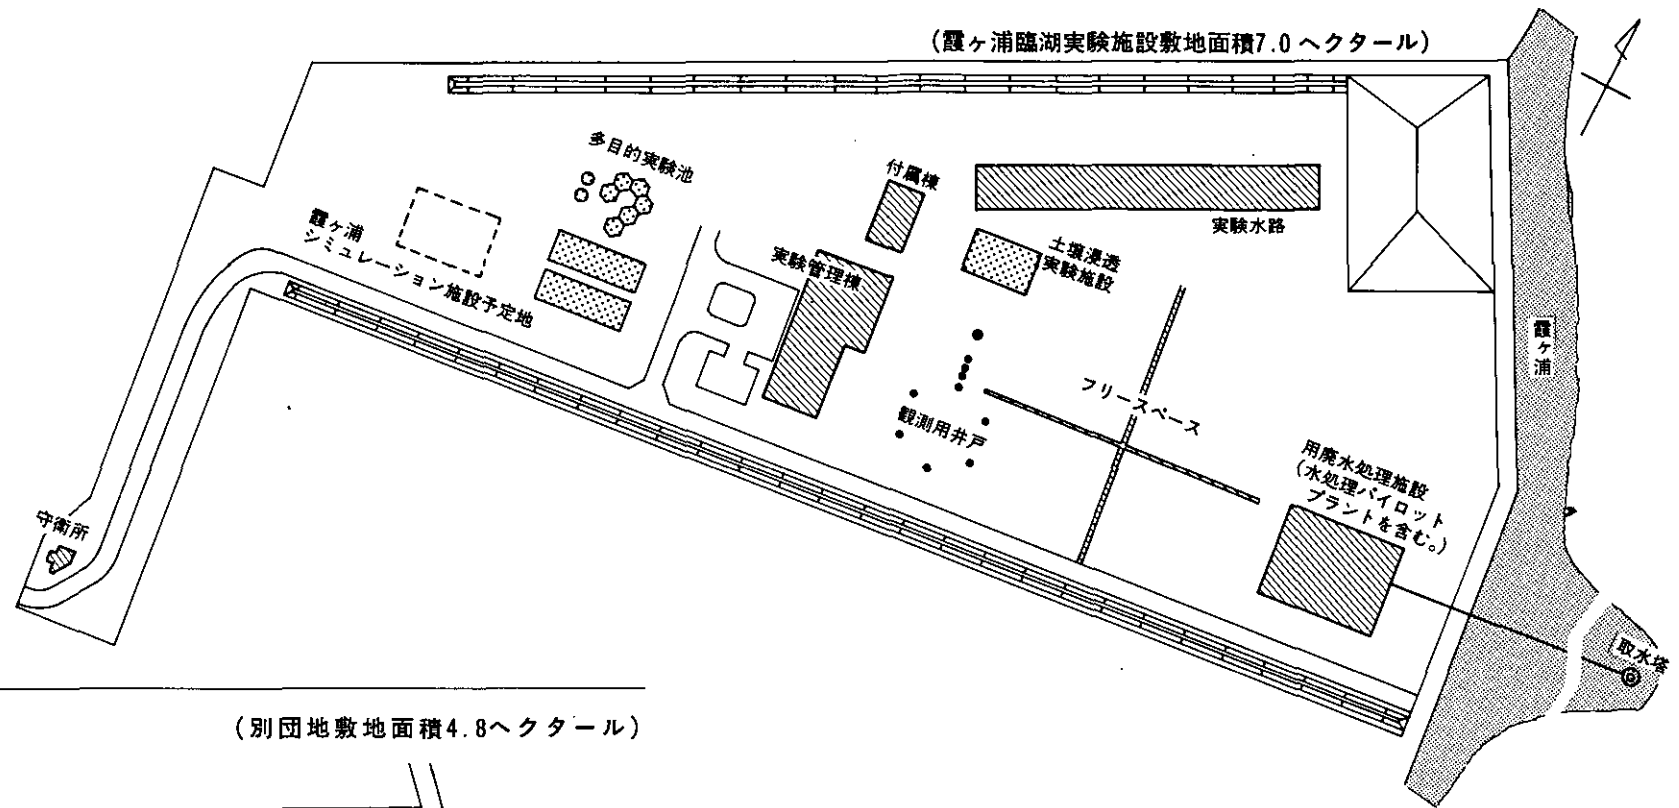 (霞ヶ浦臨湖実験施設敷地面積7.0ヘクタール)
多目的実験池
付属棟
霞ヶ浦
シミュレーション施設予定地
実験管理棟
実験水路
土壌浸透
実験施設
霞ヶ浦
フリースペース
観測用井戸
用廃水処理施設
(水処理パイロット
プラントを含む。)
守衛所
取水塔
(別団地敷地面積4.8ヘクタール)